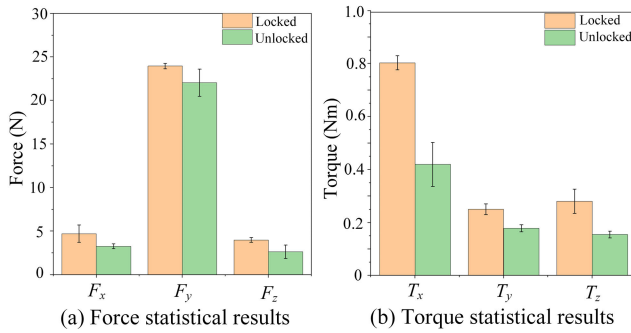 30
25
20
15
10
5
0
Force (N)
Locked
Unlocked
Fx
Fy
Fz
(a) Force statistical results
1.0
0.8
0.6
0.4
0.2
0
Torque (Nm)
Locked
Unlocked
Tx
Ty
Tz
(b) Torque statistical results